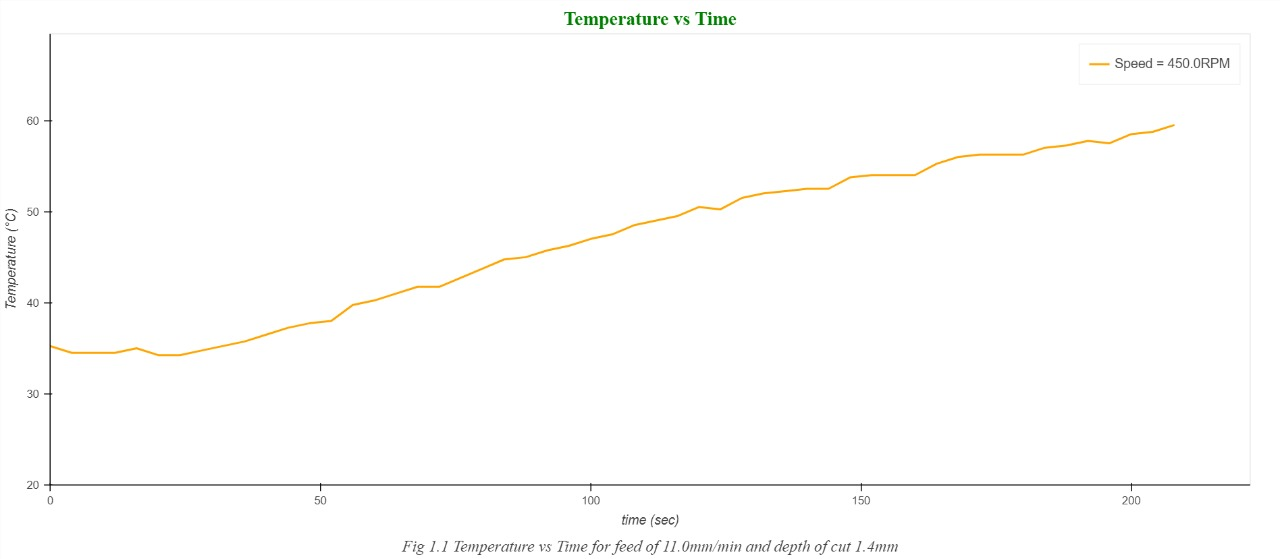 Temperature vs Time
Speed = 450.0RPM
60
50
40
30
20
Temperature (°C)
0
50
100
150
200
time (sec)
Fig 1.1 Temperature vs Time for feed of 11.0mm/min and depth of cut 1.4mm